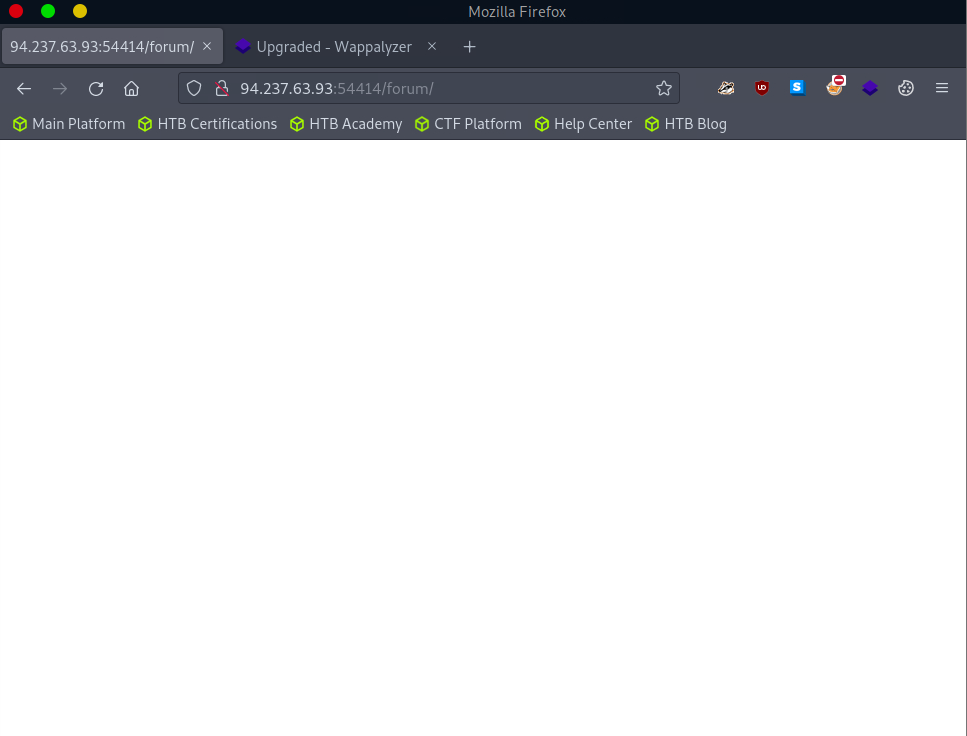 Mozilla Firefox
94.237.63.93:54414/forum/ × Upgraded - Wappalyzer × +
94.237.63.93:54414/forum/
Main Platform HTB Certifications HTB Academy CTF Platform Help Center HTB Blog